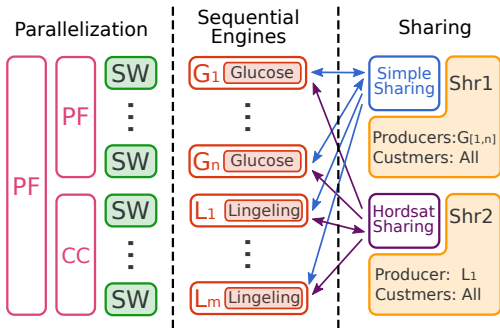 Parallelization
Sequential
Engines
Sharing
PF
PF
CC
SW
⋮
SW
SW
⋮
SW
G1 Glucose
⋮
Gn Glucose
L1 Lingeling
⋮
Lm Lingeling
Simple
Sharing
Shr1
Producers:G[1,n]
Custmers: All
Hordsat
Sharing
Shr2
Producer: L1
Custmers: All